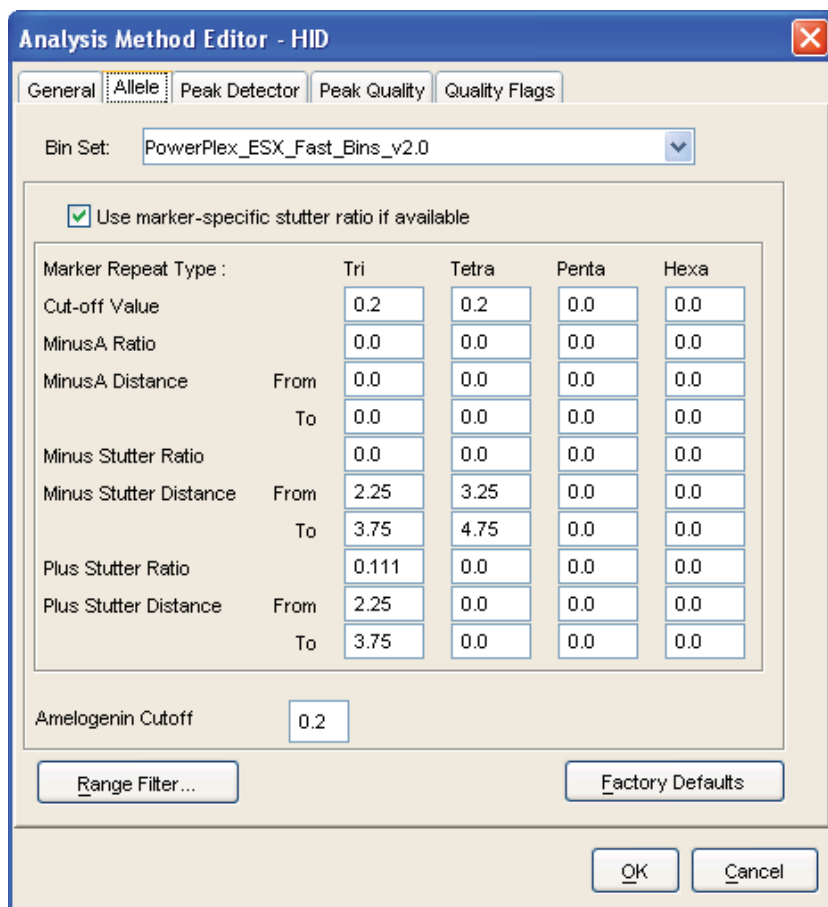 Analysis Method Editor - HID
General Allele Peak Detector Peak Quality Quality Flags
Bin Set: PowerPlex_ESX_Fast_Bins_v2.0
Use marker-specific stutter ratio if available
Marker Repeat Type : Tri Tetra Penta Hexa
Cut-off Value 0.2 0.2 0.0 0.0
MinusA Ratio 0.0 0.0 0.0 0.0
MinusA Distance From 0.0 0.0 0.0 0.0
To 0.0 0.0 0.0 0.0
Minus Stutter Ratio 0.0 0.0 0.0 0.0
Minus Stutter Distance From 2.25 3.25 0.0 0.0
To 3.75 4.75 0.0 0.0
Plus Stutter Ratio 0.111 0.0 0.0 0.0
Plus Stutter Distance From 2.25 0.0 0.0 0.0
To 3.75 0.0 0.0 0.0
Amelogenin Cutoff 0.2
Range Filter... Factory Defaults
OK Cancel